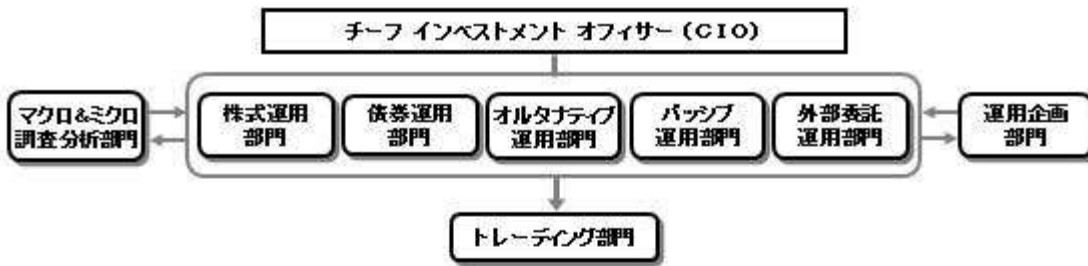 チーフ インベストメント オフィサー (CIO)
マクロ&ミクロ
調査分析部門
株式運用
部門
債券運用
部門
オルタナティブ
運用部門
パッシブ
運用部門
外部委託
運用部門
運用企画
部門
トレーディング部門